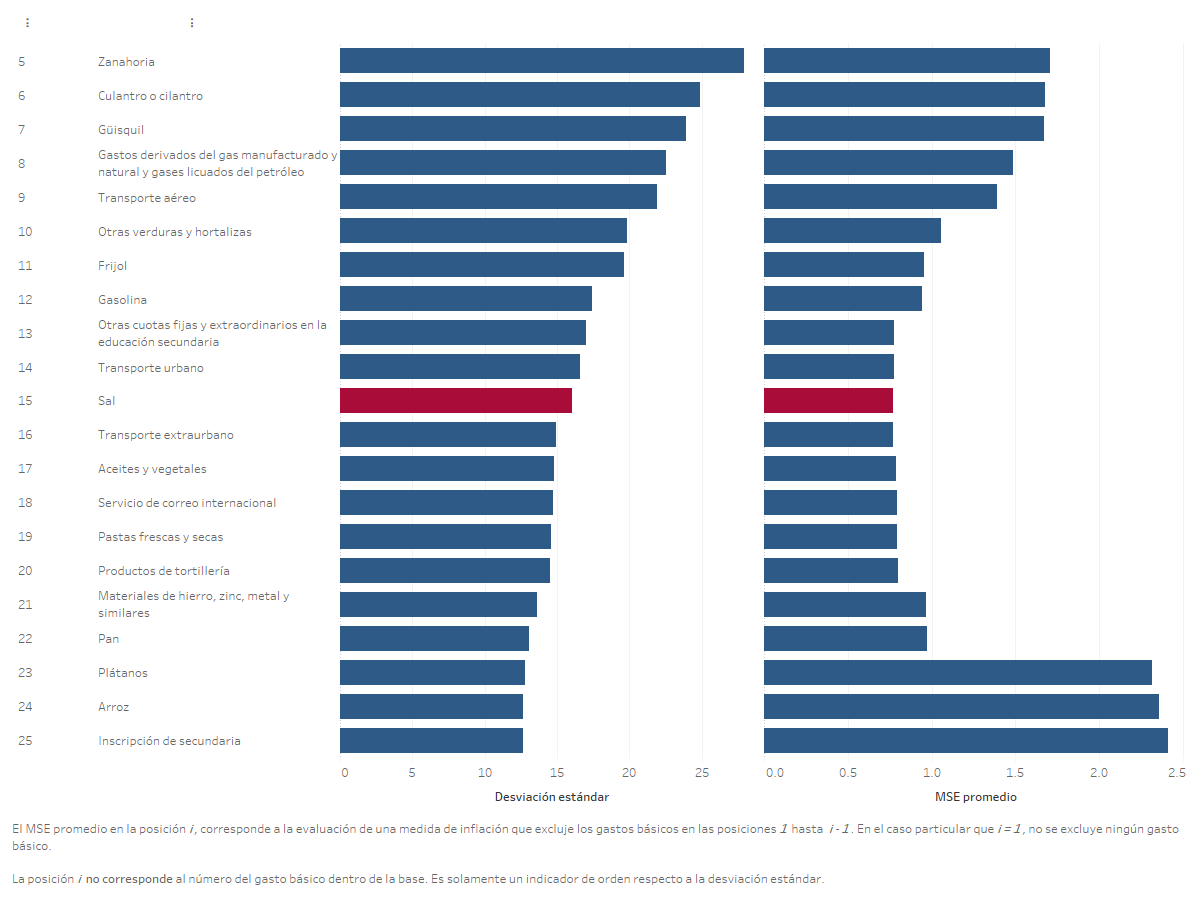 ⋮ ⋮
5 Zanahoria
6 Culantro o cilantro
7 Güisquil
8 Gastos derivados del gas manufacturado y
natural y gases licuados del petróleo
9 Transporte aéreo
10 Otras verduras y hortalizas
11 Frijol
12 Gasolina
13 Otras cuotas fijas y extraordinarios en la
educación secundaria
14 Transporte urbano
15 Sal
16 Transporte extraurbano
17 Aceites y vegetales
18 Servicio de correo internacional
19 Pastas frescas y secas
20 Productos de tortillería
21 Materiales de hierro, zinc, metal y
similares
22 Pan
23 Plátanos
24 Arroz
25 Inscripción de secundaria
0 5 10 15 20 25 0.0 0.5 1.0 1.5 2.0 2.5
Desviación estándar MSE promedio
El MSE promedio en la posición i, corresponde a la evaluación de una medida de inflación que excluye los gastos básicos en las posiciones 1 hasta i-1. En el caso particular que i=1, no se excluye ningún gasto
básico.
La posición i no corresponde al número del gasto básico dentro de la base. Es solamente un indicador de orden respecto a la desviación estándar.